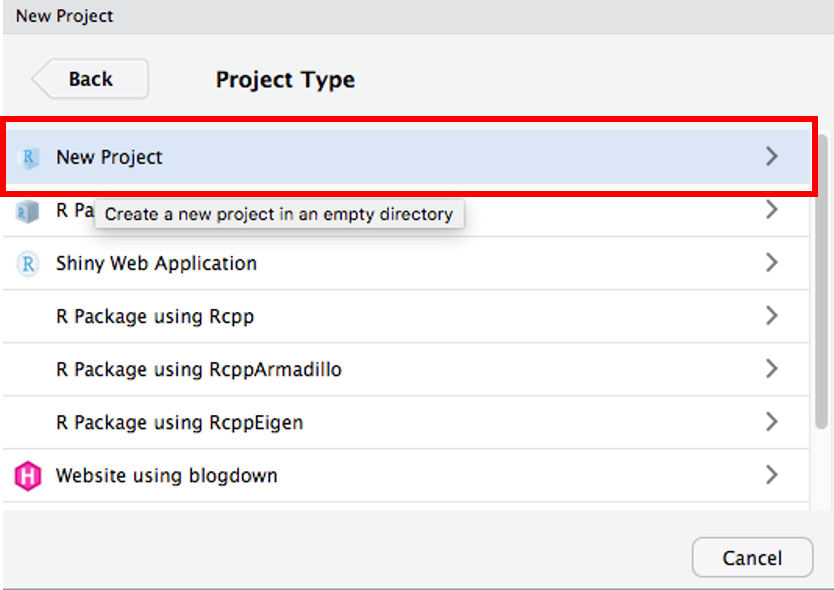 New Project
Back
Project Type
R New Project
R R Pa
Create a new project in an empty directory
R Shiny Web Application
R Package using Rcpp
R Package using RcppArmadillo
R Package using RcppEigen
H Website using blogdown
Cancel